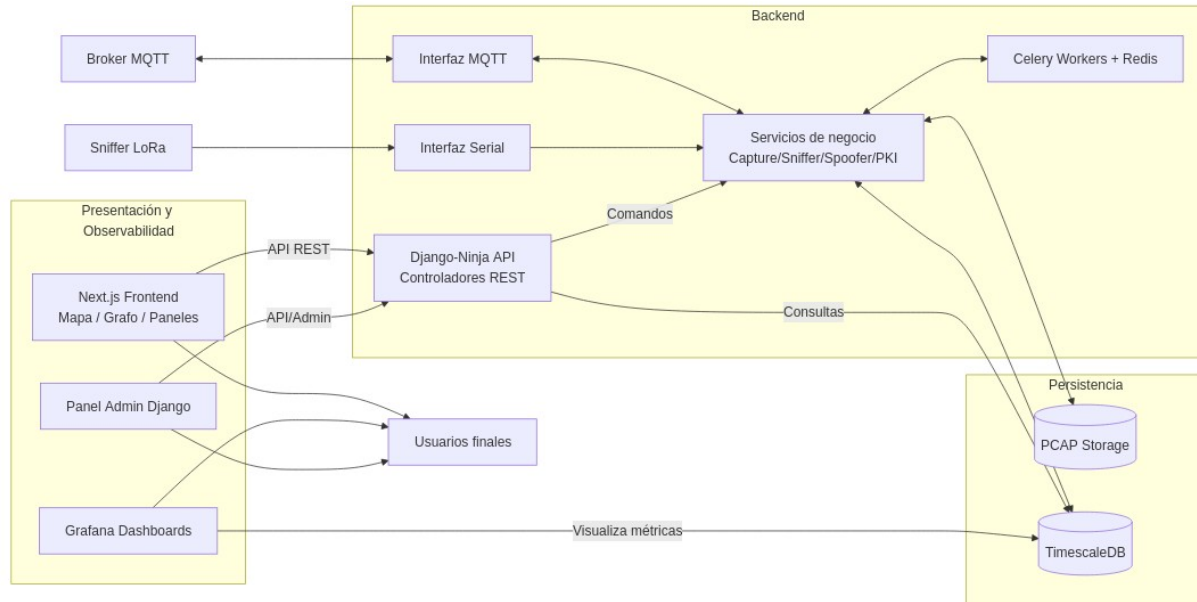 Backend
Broker MQTT
Interfaz MQTT
Celery Workers + Redis
Sniffer LoRa
Interfaz Serial
Servicios de negocio
Capture/Sniffer/Spoofer/PKI
Presentación y
Observabilidad
Comandos
API REST
Django-Ninja API
Controladores REST
Next.js Frontend
Mapa / Grafo / Paneles
API/Admin
Consultas
Persistencia
Panel Admin Django
Usuarios finales
PCAP Storage
Grafana Dashboards
Visualiza métricas
TimescaleDB